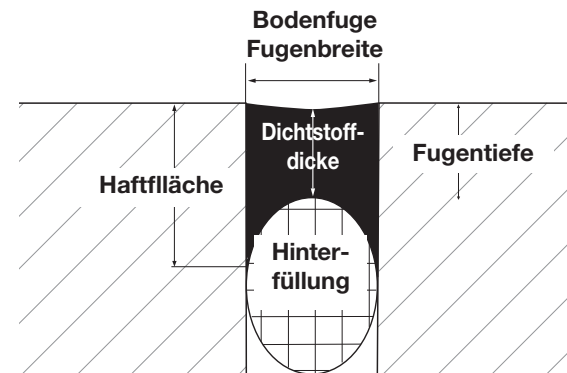 Bodenfuge
Fugenbreite
Dichtstoff-
dicke
Fugentiefe
Haftflläche
Hinter-
füllung